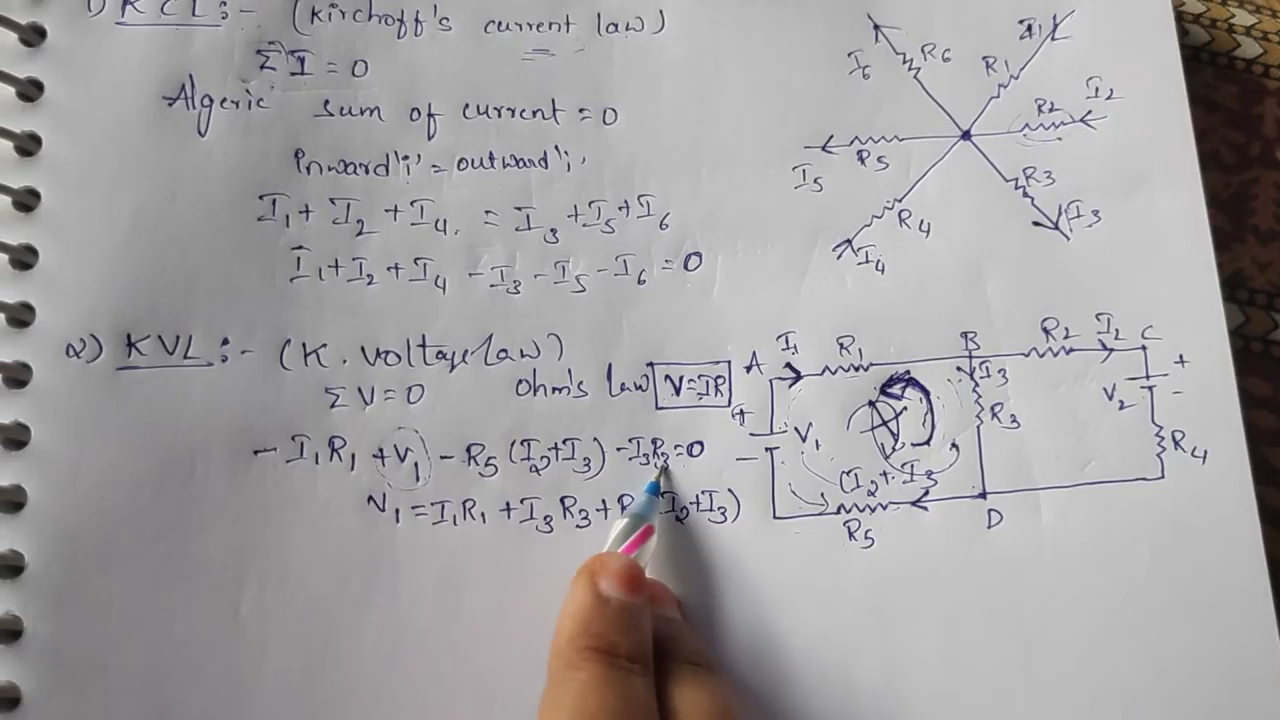 1) KCL:- (Kirchoff's current law)
ΣI = 0
Algeric sum of current = 0
Inward 'i' = outward 'i'
I₁ + I₂ + I₄. = I₃ + I₅ + I₆
I₁ + I₂ + I₄ - I₃ - I₅ - I₆ = 0
I₆ R₆ R₁ I₁
R₂ I₂
I₅ R₅ R₃ I₃
R₄ I₄
2) KVL:- (K. voltage law)
ΣV = 0 ohm's law V=IR
- I₁R₁ + V₁ - R₅ (I₂+I₃) - I₃R₃ = 0
V₁ = I₁R₁ + I₃R₃ + R (I₂+I₃)
A I₁ R₁ B R₂ I₂ C
+ I₃ +
- V₁ R₃ V₂ -
(I₂+I₃ R₄
R₅ D